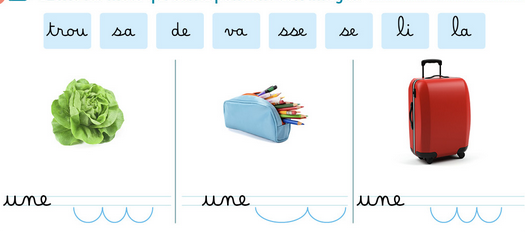 trou sa de va sse se li la
une une une